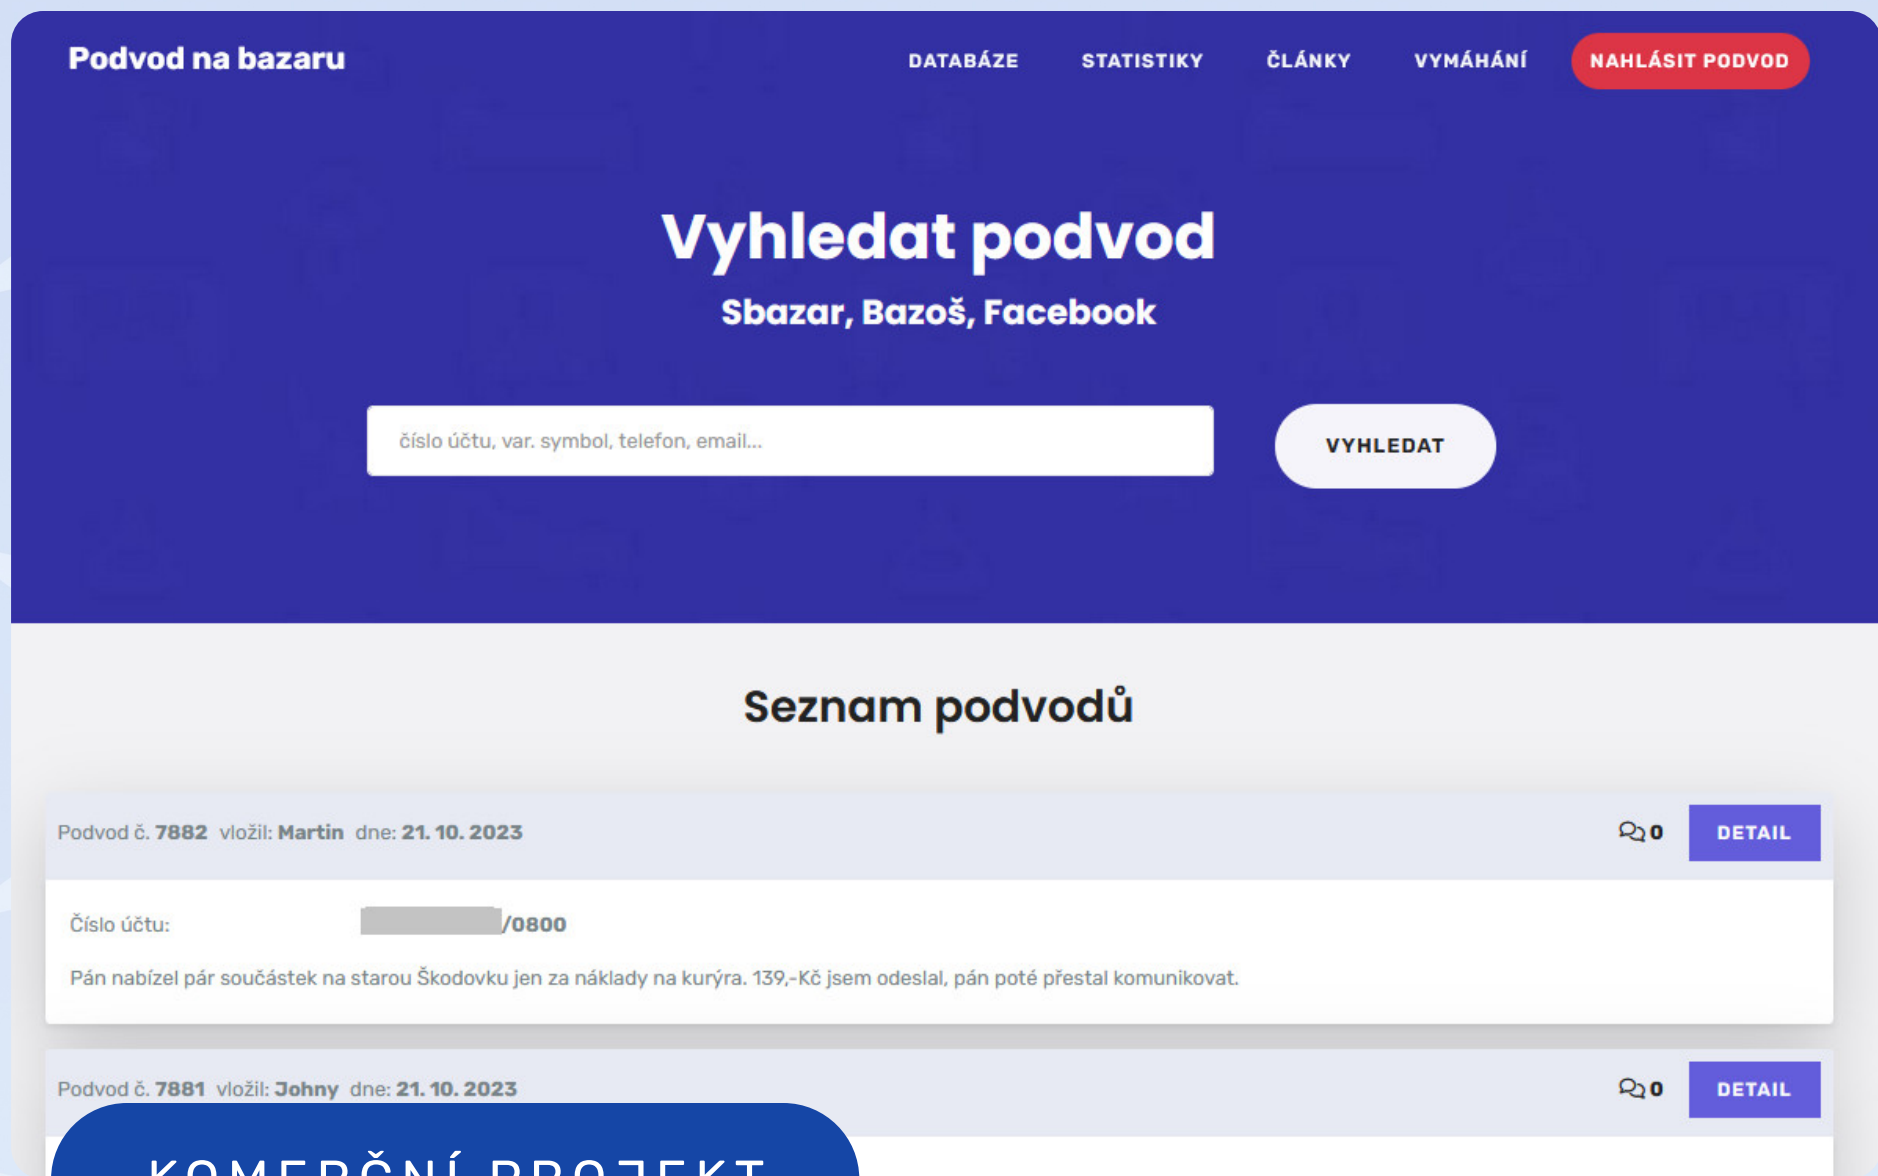 Podvod na bazaru
DATABÁZE STATISTIKY ČLÁNKY VYMÁHÁNÍ NAHLÁSIT PODVOD
Vyhledat podvod
Sbazar, Bazoš, Facebook
číslo účtu, var. symbol, telefon, email...
VYHLEDAT
Seznam podvodů
Podvod č. 7882 vložil: Martin dne: 21. 10. 2023 0 DETAIL
Číslo účtu: /0800
Pán nabízel pár součástek na starou Škodovku jen za náklady na kurýra. 139,-Kč jsem odeslal, pán poté přestal komunikovat.
Podvod č. 7881 vložil: Johny dne: 21. 10. 2023 0 DETAIL
KOMERČNÍ PROJEKT